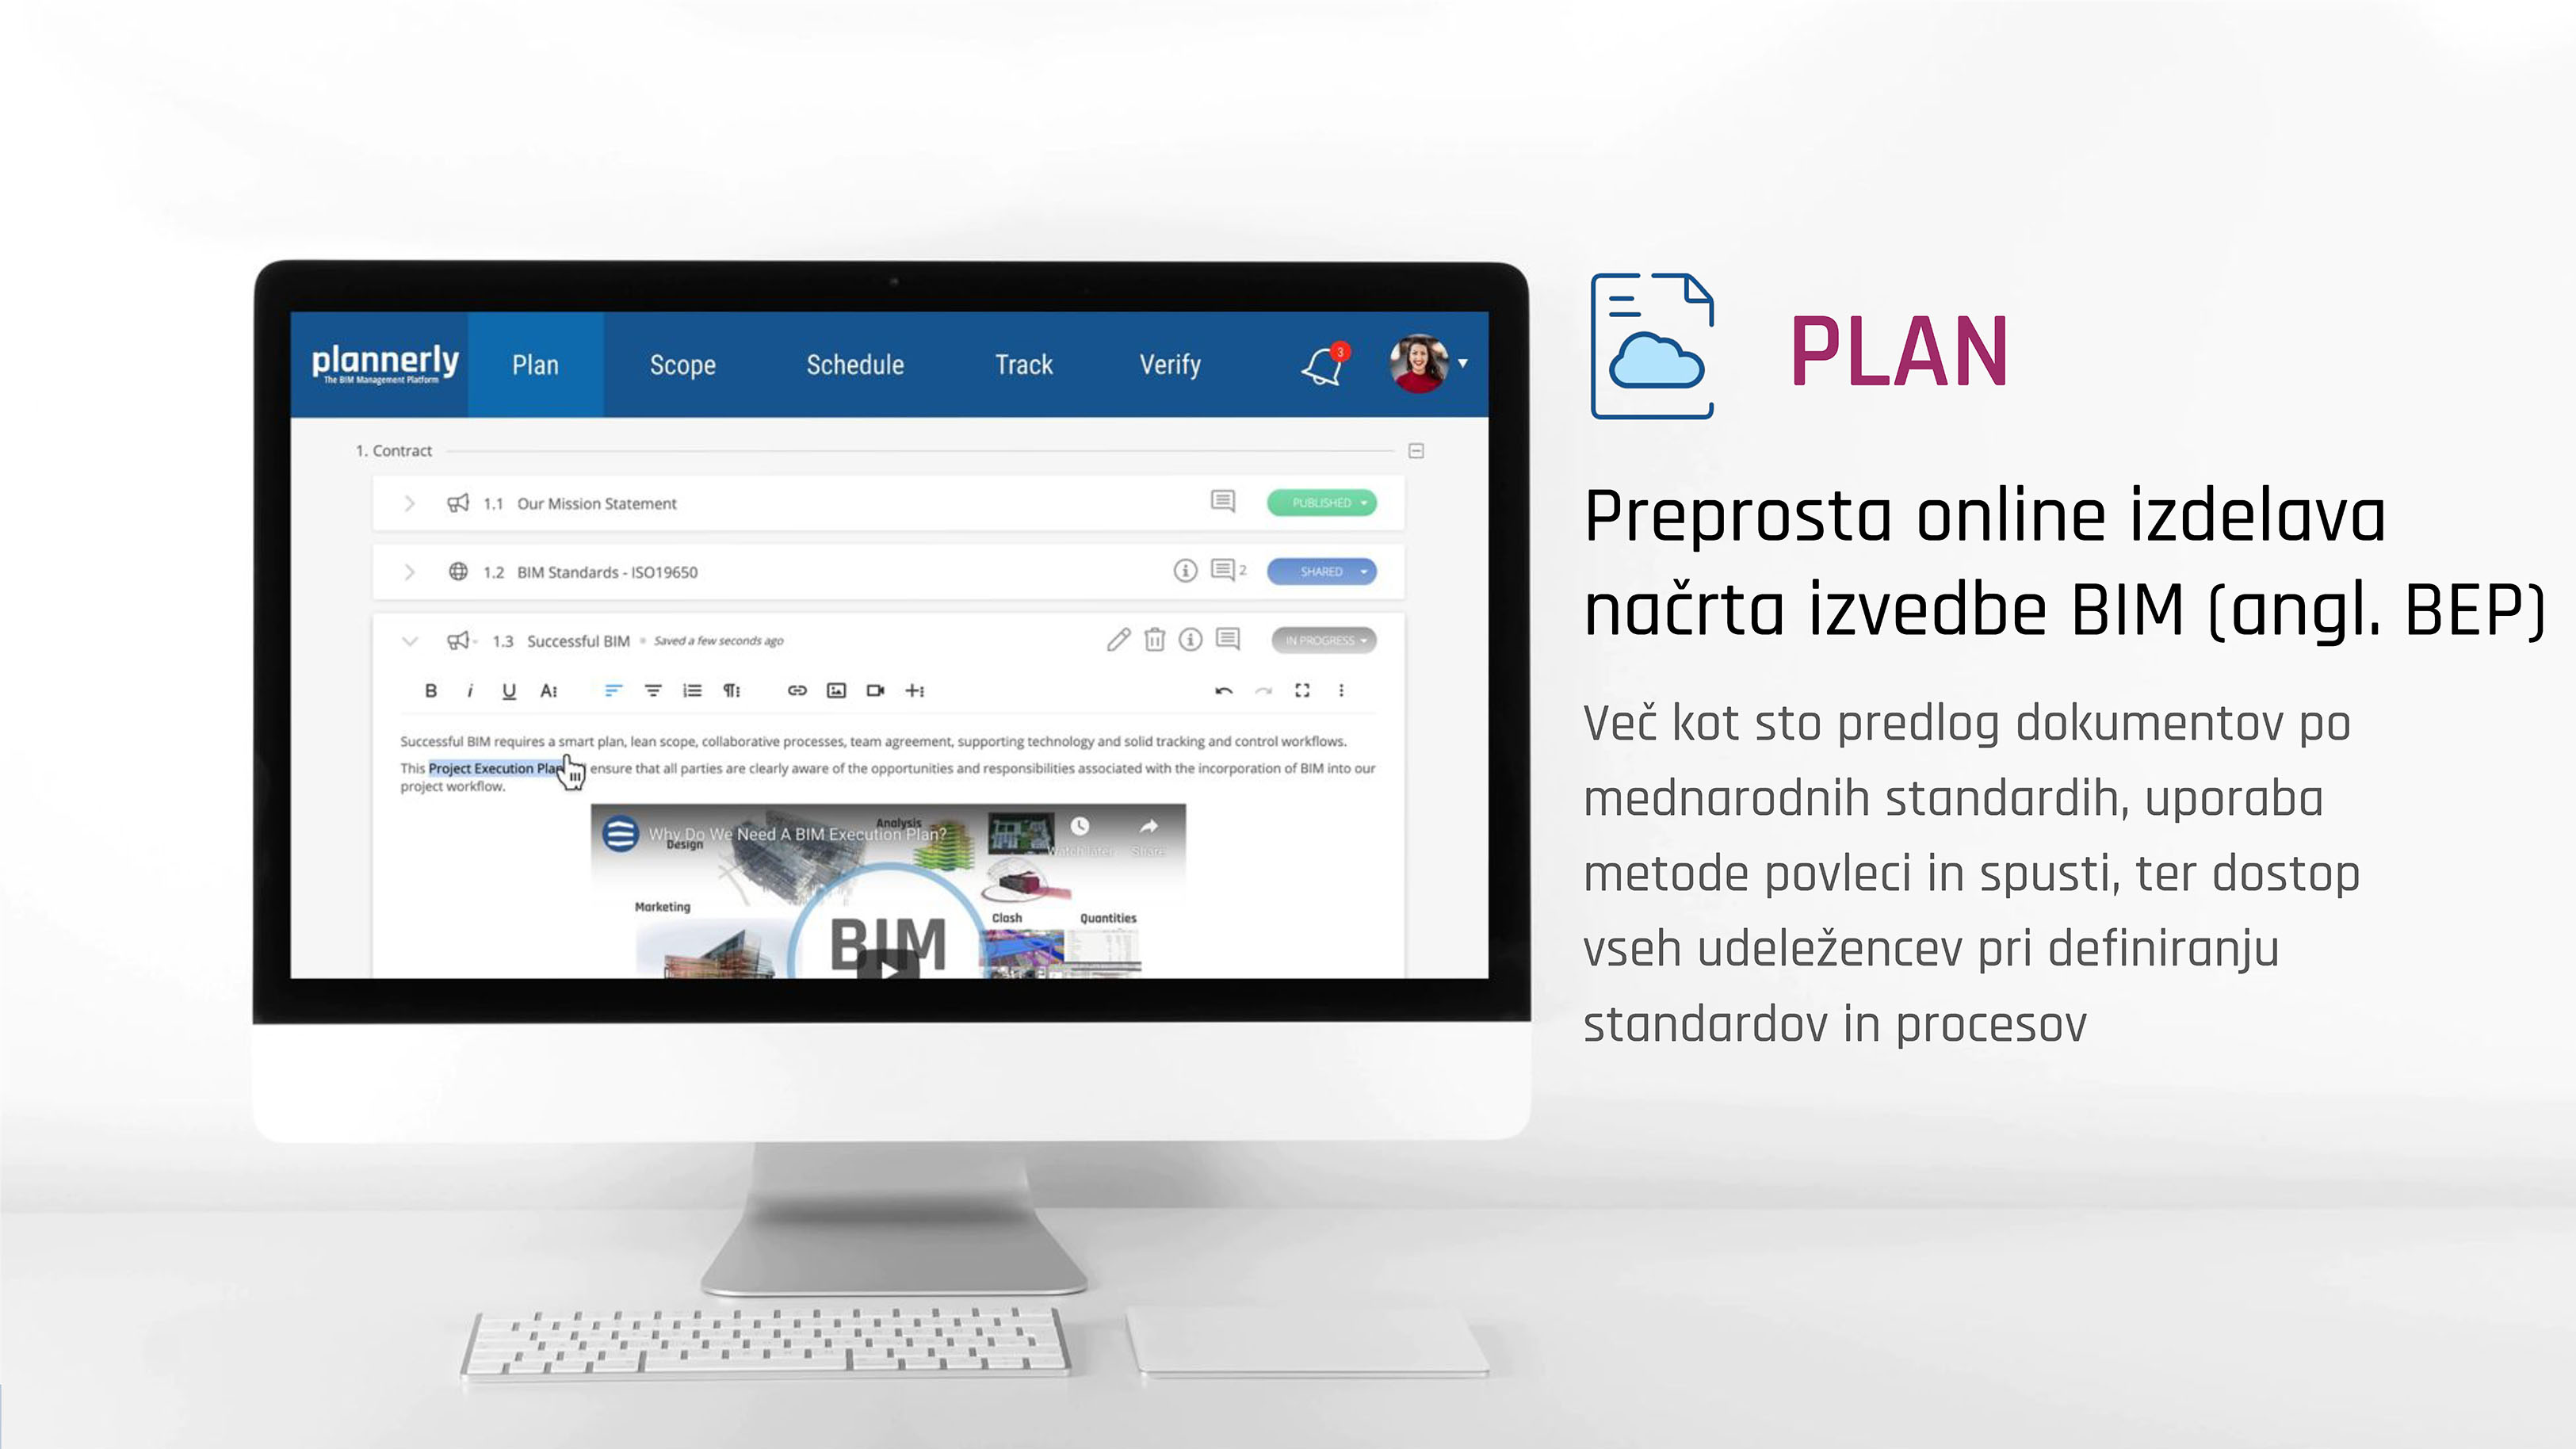 plannerly
The BIM Management Platform
Plan
Scope
Schedule
Track
Verify
3
1. Contract
1.1 Our Mission Statement
PUBLISHED
1.2 BIM Standards - ISO19650
2
SHARED
1.3 Successful BIM • Saved a few seconds ago
IN PROGRESS
B i U A
Successful BIM requires a smart plan, lean scope, collaborative processes, team agreement, supporting technology and solid tracking and control workflows.
This Project Execution Plan ensure that all parties are clearly aware of the opportunities and responsibilities associated with the incorporation of BIM into our
project workflow.
Why Do We Need A BIM Execution Plan?
Analysis
Design
Watch later
Share
Marketing
BIM
Clash
Quantities
PLAN
Preprosta online izdelava
načrta izvedbe BIM (angl. BEP)
Več kot sto predlog dokumentov po
mednarodnih standardih, uporaba
metode povleci in spusti, ter dostop
vseh udeležencev pri definiranju
standardov in procesov